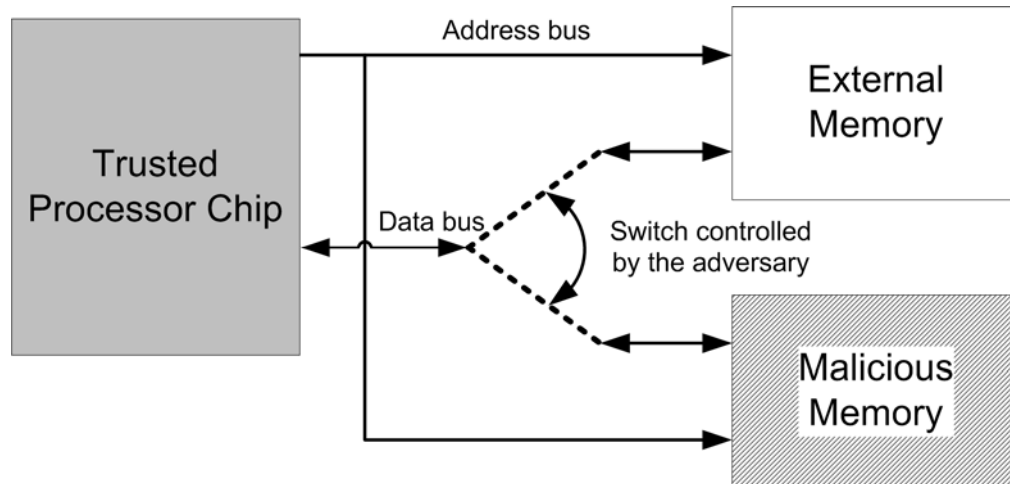 Address bus
External
Memory
Trusted
Processor Chip
Data bus
Switch controlled
by the adversary
Malicious
Memory